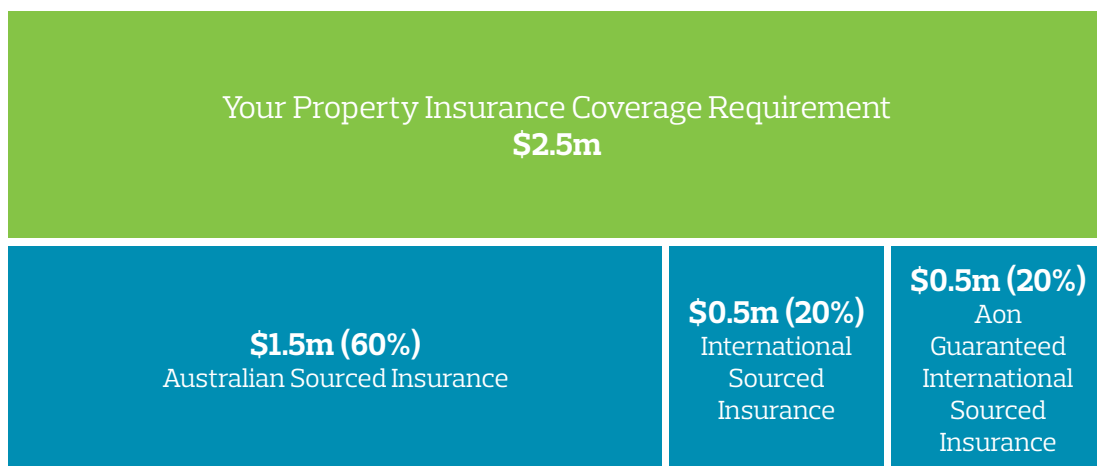 Your Property Insurance Coverage Requirement
$2.5m
$1.5m (60%)
Australian Sourced Insurance
$0.5m (20%)
International
Sourced
Insurance
$0.5m (20%)
Aon
Guaranteed
International
Sourced
Insurance